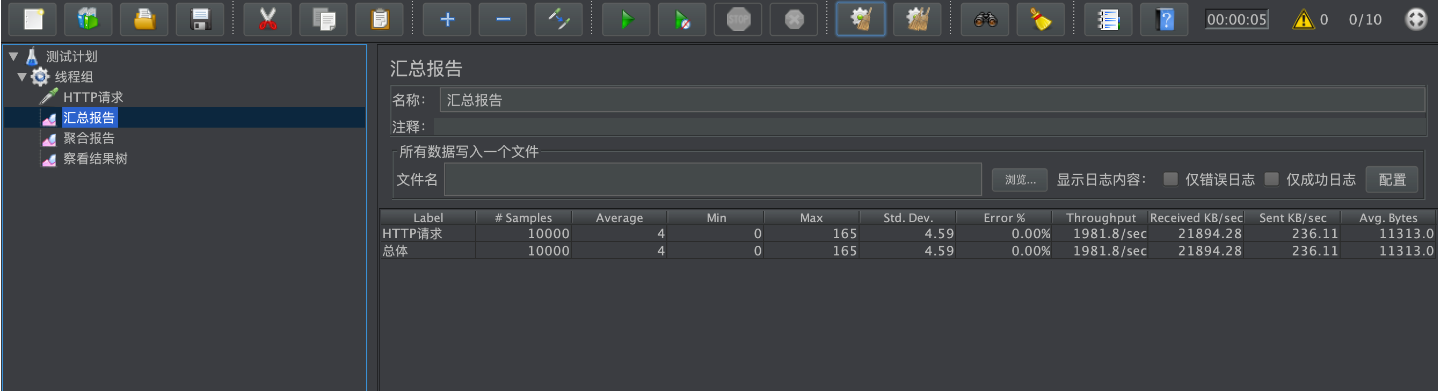 STOP 00:00:05 0 0/10
测试计划
线程组
HTTP请求
汇总报告
聚合报告
察看结果树
汇总报告
名称： 汇总报告
注释：
所有数据写入一个文件
文件名 浏览... 显示日志内容： 仅错误日志 仅成功日志 配置
Label # Samples Average Min Max Std. Dev. Error % Throughput Received KB/sec Sent KB/sec Avg. Bytes
HTTP请求 10000 4 0 165 4.59 0.00% 1981.8/sec 21894.28 236.11 11313.0
总体 10000 4 0 165 4.59 0.00% 1981.8/sec 21894.28 236.11 11313.0